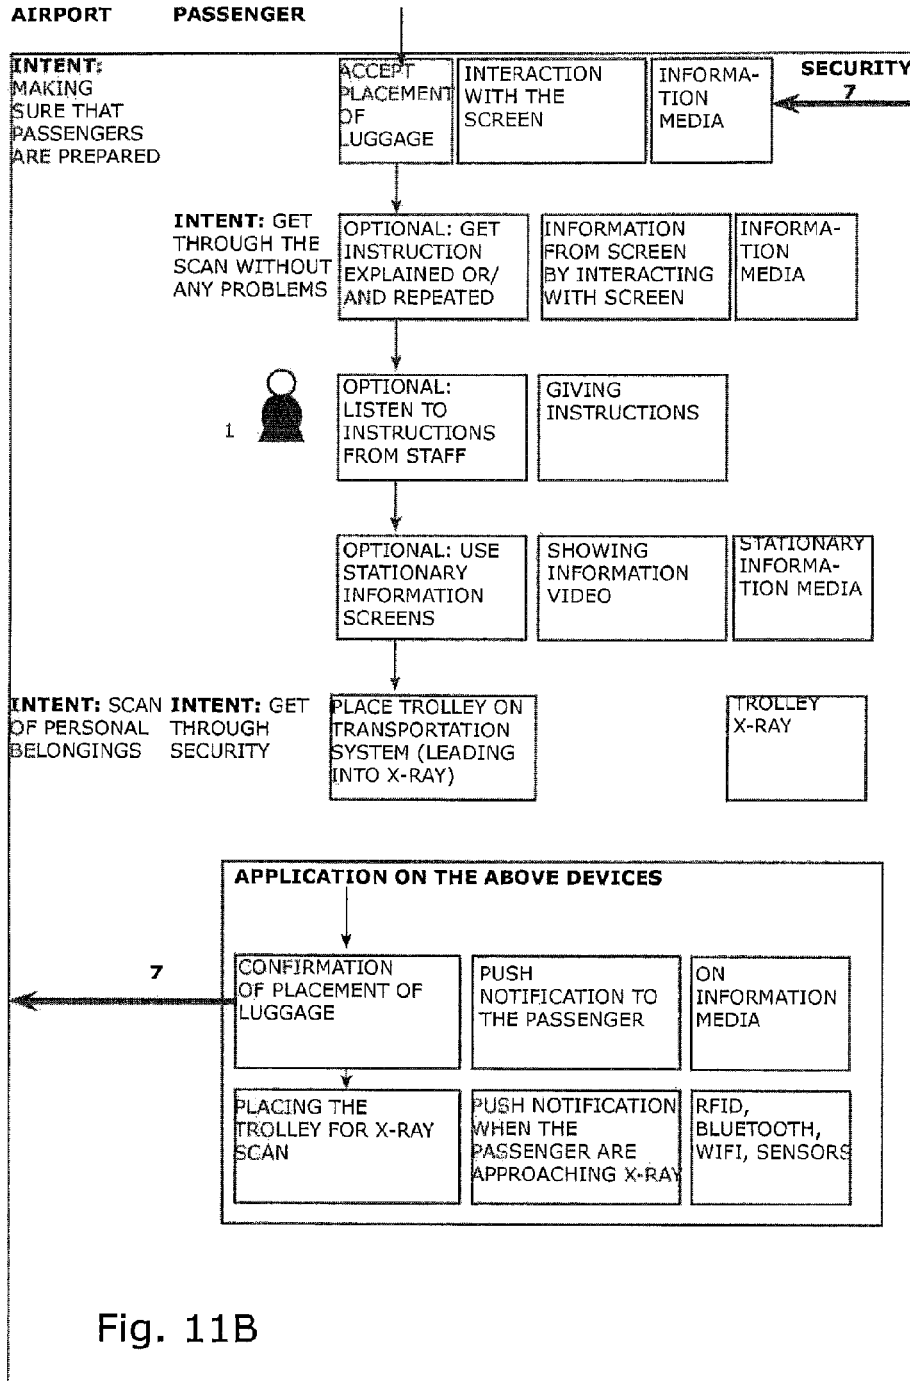 AIRPORT PASSENGER
INTENT:
MAKING
SURE THAT
PASSENGERS
ARE PREPARED
ACCEPT
PLACEMENT
OF
LUGGAGE
INTERACTION
WITH THE
SCREEN
INFORMA-
TION
MEDIA
SECURITY
7
INTENT: GET
THROUGH THE
SCAN WITHOUT
ANY PROBLEMS
OPTIONAL: GET
INSTRUCTION
EXPLAINED OR/
AND REPEATED
INFORMATION
FROM SCREEN
BY INTERACTING
WITH SCREEN
INFORMA-
TION
MEDIA
1
OPTIONAL:
LISTEN TO
INSTRUCTIONS
FROM STAFF
GIVING
INSTRUCTIONS
OPTIONAL: USE
STATIONARY
INFORMATION
SCREENS
SHOWING
INFORMATION
VIDEO
STATIONARY
INFORMA-
TION MEDIA
INTENT: SCAN
OF PERSONAL
BELONGINGS
INTENT: GET
THROUGH
SECURITY
PLACE TROLLEY ON
TRANSPORTATION
SYSTEM (LEADING
INTO X-RAY)
TROLLEY
X-RAY
APPLICATION ON THE ABOVE DEVICES
7
CONFIRMATION
OF PLACEMENT OF
LUGGAGE
PUSH
NOTIFICATION TO
THE PASSENGER
ON
INFORMATION
MEDIA
PLACING THE
TROLLEY FOR X-RAY
SCAN
PUSH NOTIFICATION
WHEN THE
PASSENGER ARE
APPROACHING X-RAY
RFID,
BLUETOOTH,
WIFI, SENSORS
Fig. 11B